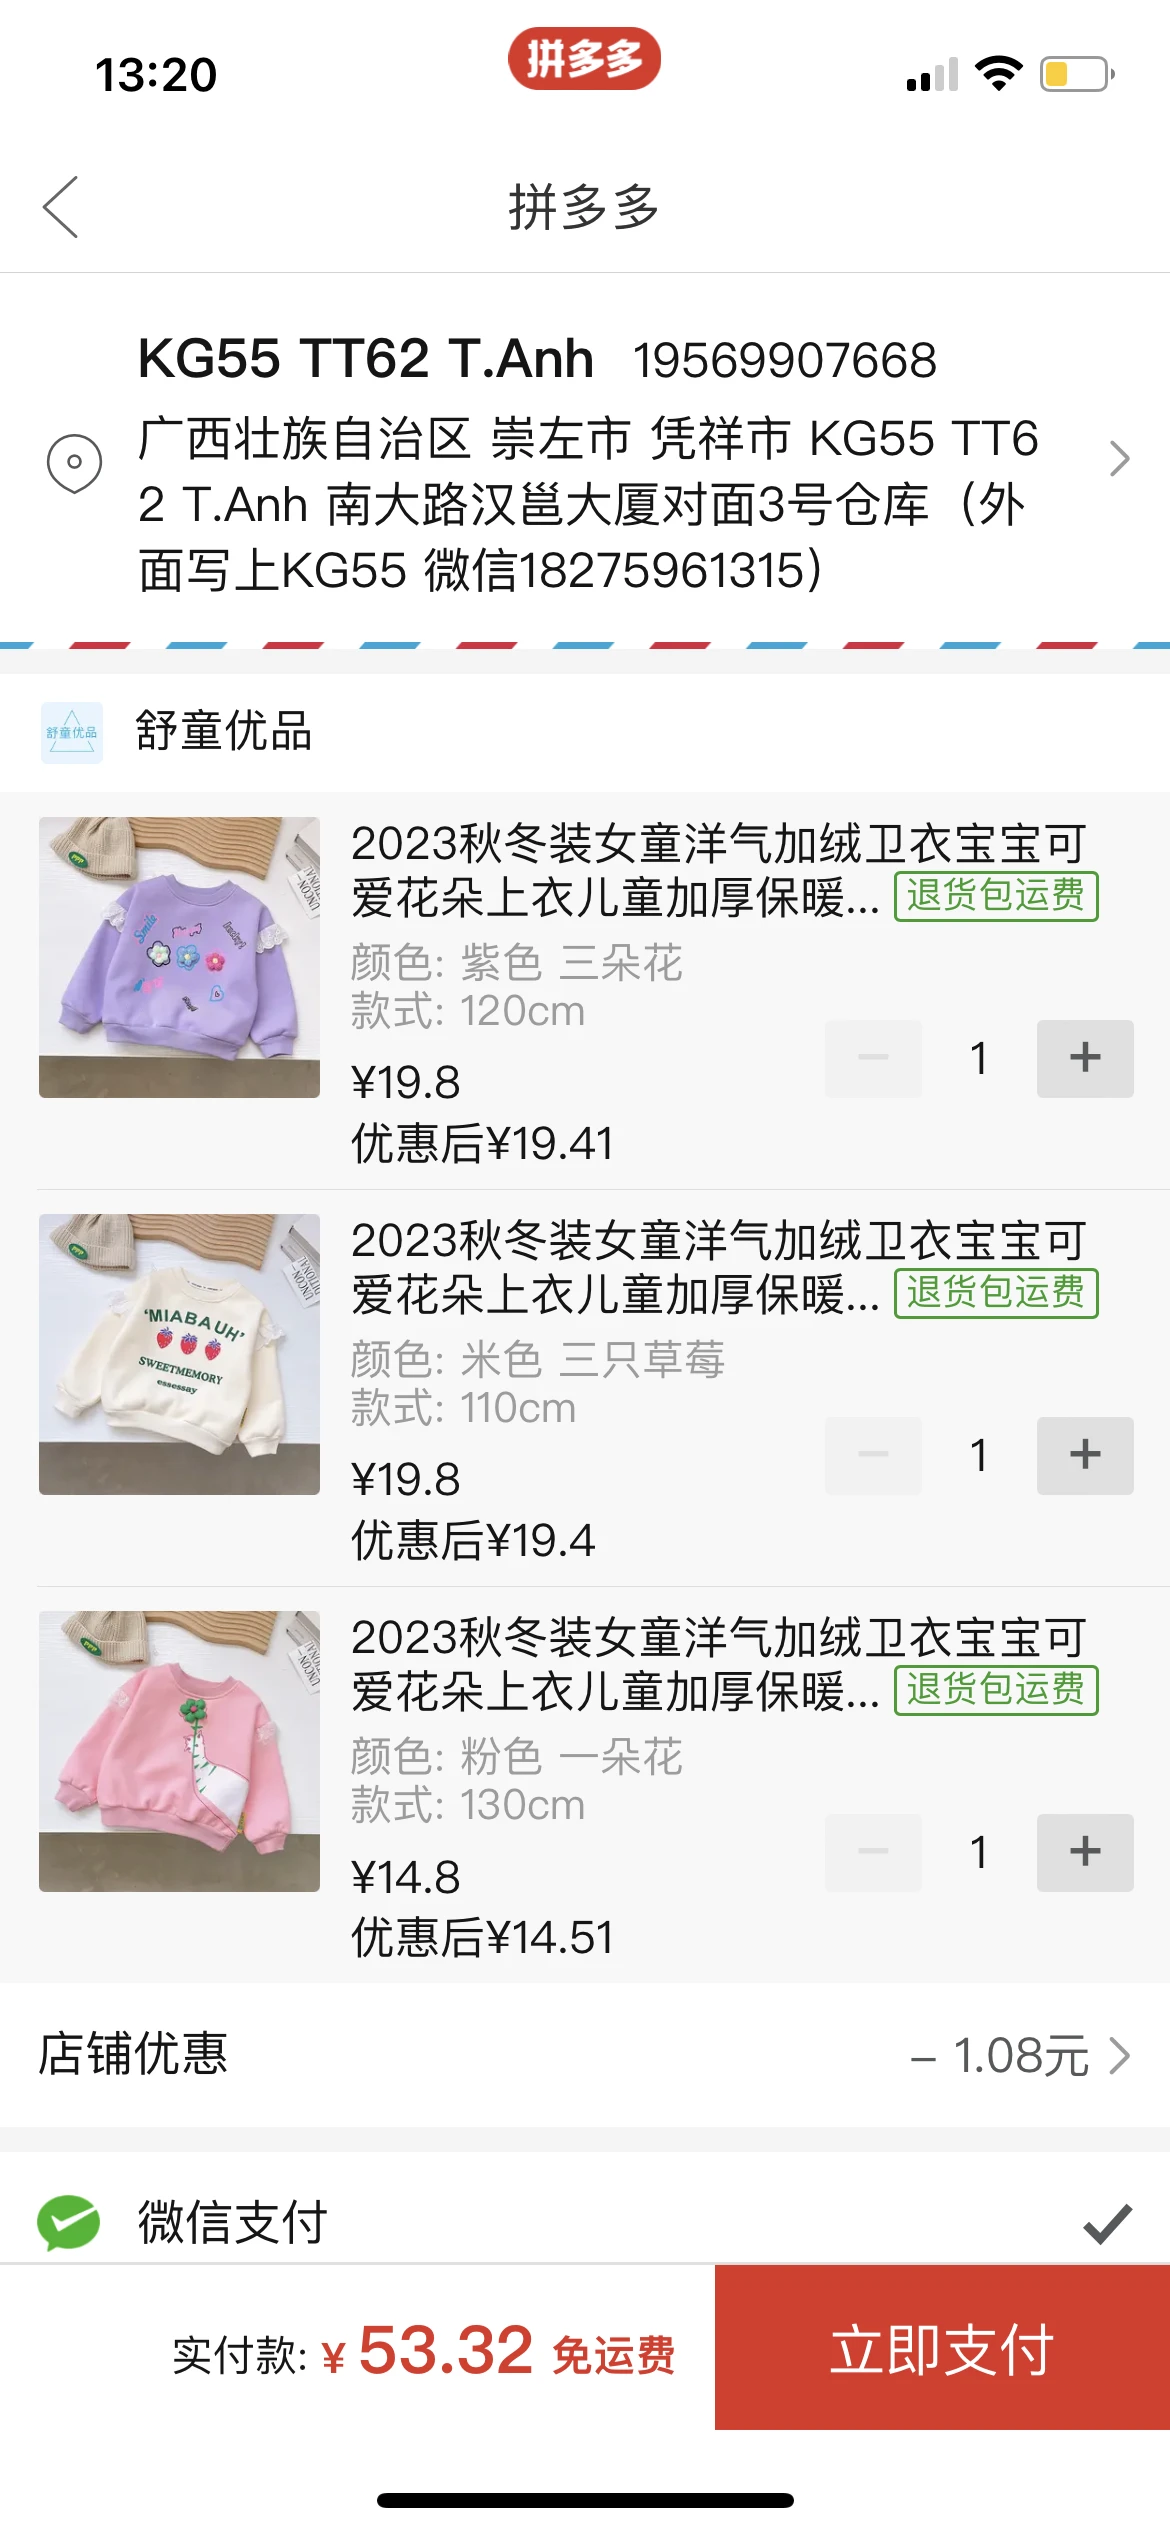 13:20
拼多多
拼多多
KG55 TT62 T.Anh 19569907668
广西壮族自治区 崇左市 凭祥市 KG55 TT6
2 T.Anh 南大路汉邕大厦对面3号仓库（外
面写上KG55 微信18275961315）
舒童优品
舒童优品
2023秋冬装女童洋气加绒卫衣宝宝可
爱花朵上衣儿童加厚保暖... 退货包运费
颜色: 紫色 三朵花
款式: 120cm
1
¥19.8
优惠后¥19.41
2023秋冬装女童洋气加绒卫衣宝宝可
爱花朵上衣儿童加厚保暖... 退货包运费
'MIABAUH'
SWEETMEMORY
essessay
颜色: 米色 三只草莓
款式: 110cm
1
¥19.8
优惠后¥19.4
2023秋冬装女童洋气加绒卫衣宝宝可
爱花朵上衣儿童加厚保暖... 退货包运费
颜色: 粉色 一朵花
款式: 130cm
1
¥14.8
优惠后¥14.51
店铺优惠 – 1.08元
微信支付
实付款: ¥ 53.32 免运费
立即支付